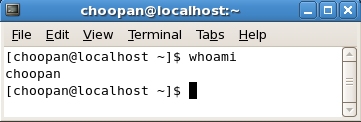 choopan@localhost:~
File Edit View Terminal Tabs Help
[choopan@localhost ~]$ whoami
choopan
[choopan@localhost ~]$